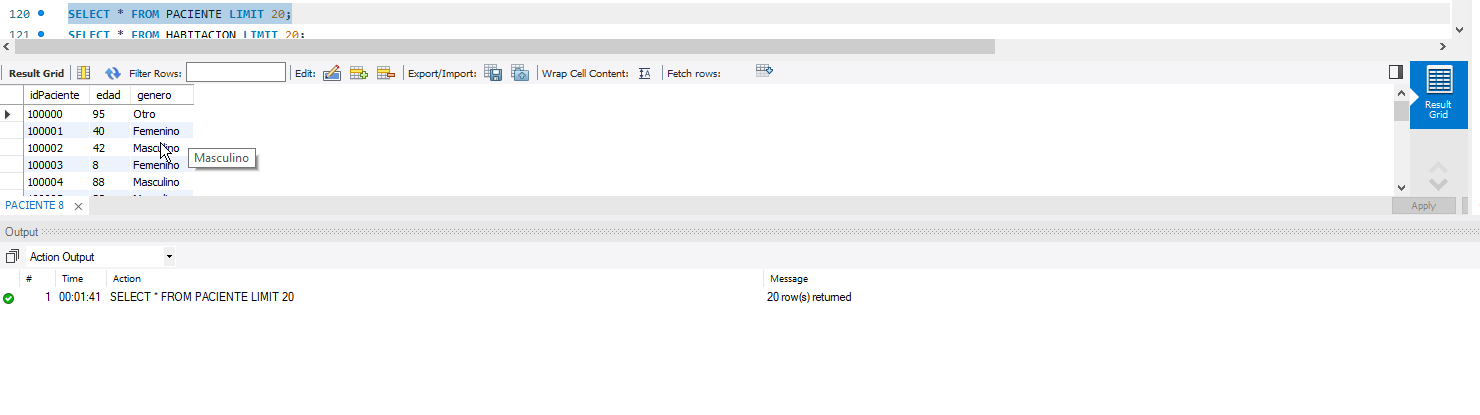 120 SELECT * FROM PACIENTE LIMIT 20;
121 SELECT * FROM HABITACION LIMIT 20;
Result Grid Filter Rows: Edit: Export/Import: Wrap Cell Content: Fetch rows:
Result Grid
idPaciente edad genero
100000 95 Otro
100001 40 Femenino
100002 42 Masculino
Masculino
100003 8 Femenino
100004 88 Masculino
PACIENTE 8
Apply
Output
Action Output
# Time Action Message
1 00:01:41 SELECT * FROM PACIENTE LIMIT 20 20 row(s) returned